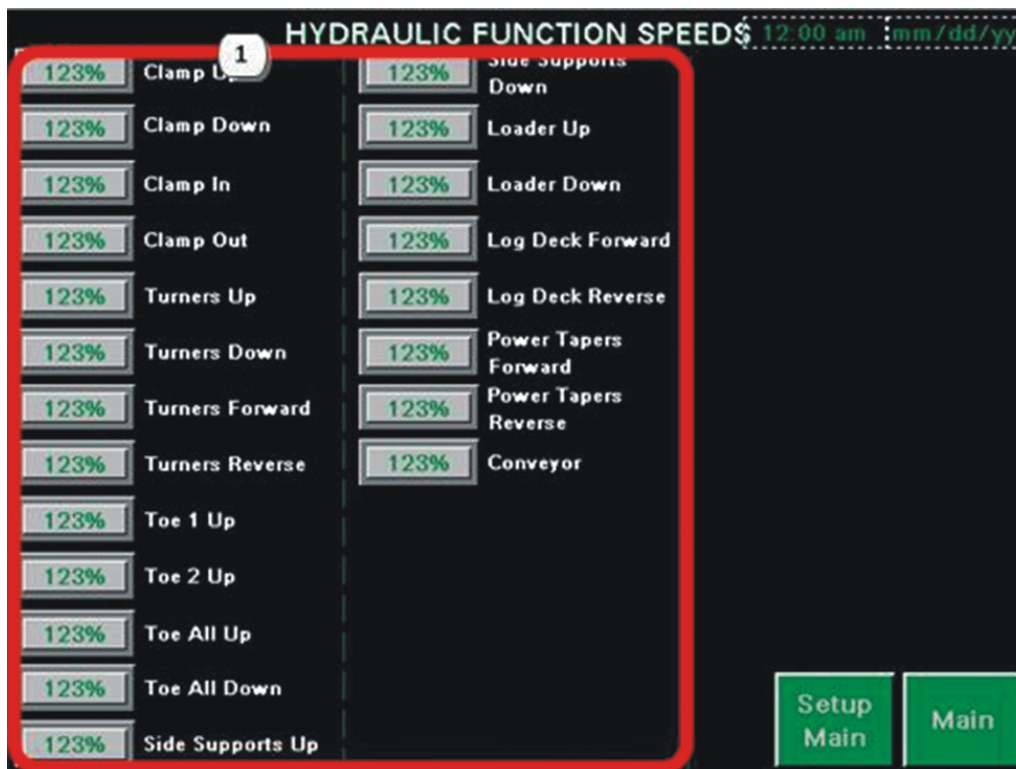 HYDRAULIC FUNCTION SPEEDS
12:00 am
mm/dd/yy
1
123% Clamp
123% Clamp Down
123% Clamp In
123% Clamp Out
123% Turners Up
123% Turners Down
123% Turners Forward
123% Turners Reverse
123% Toe 1 Up
123% Toe 2 Up
123% Toe All Up
123% Toe All Down
123% Side Supports Up
123% Side Supports
Down
123% Loader Up
123% Loader Down
123% Log Deck Forward
123% Log Deck Reverse
123% Power Tapers
Forward
123% Power Tapers
Reverse
123% Conveyor
Setup
Main
Main